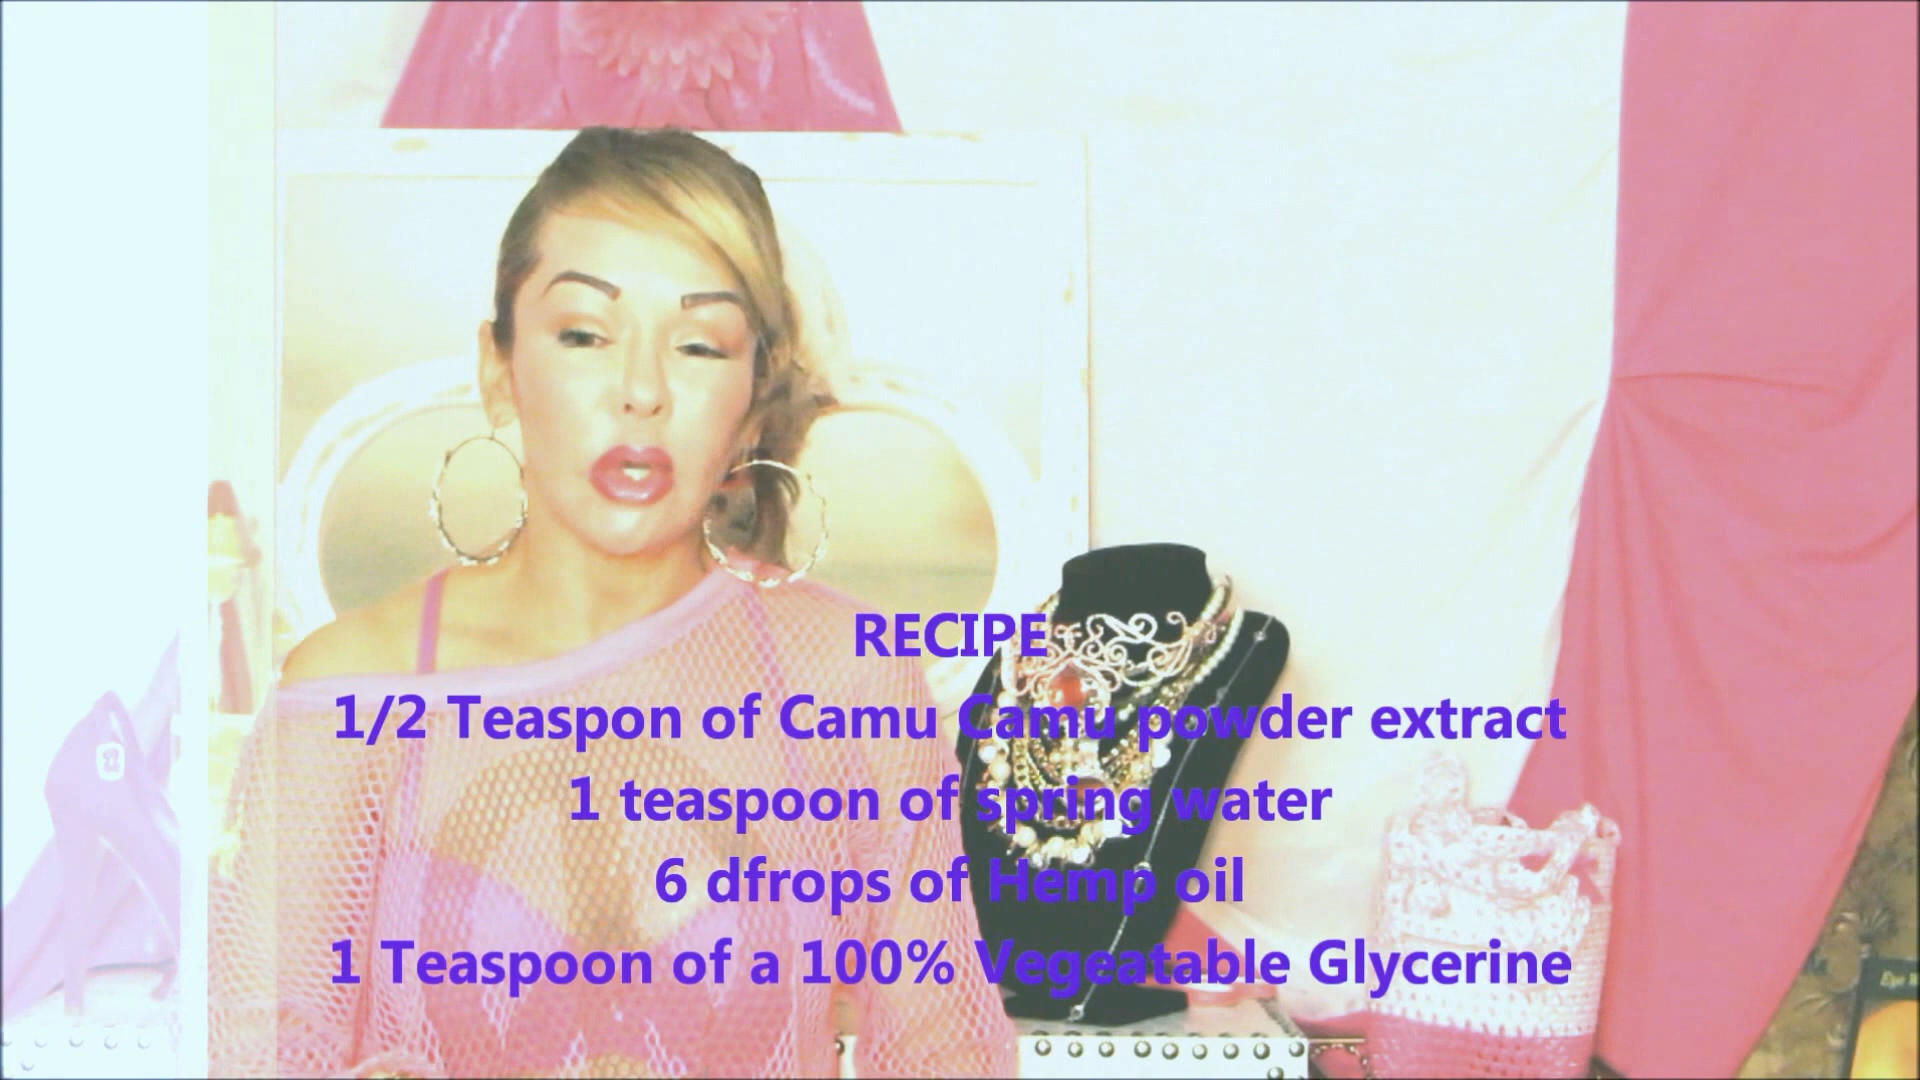 RECIPE
1/2 Teaspon of Camu Camu powder extract
1 teaspoon of spring water
6 dfrops of Hemp oil
1 Teaspoon of a 100% Vegeatable Glycerine